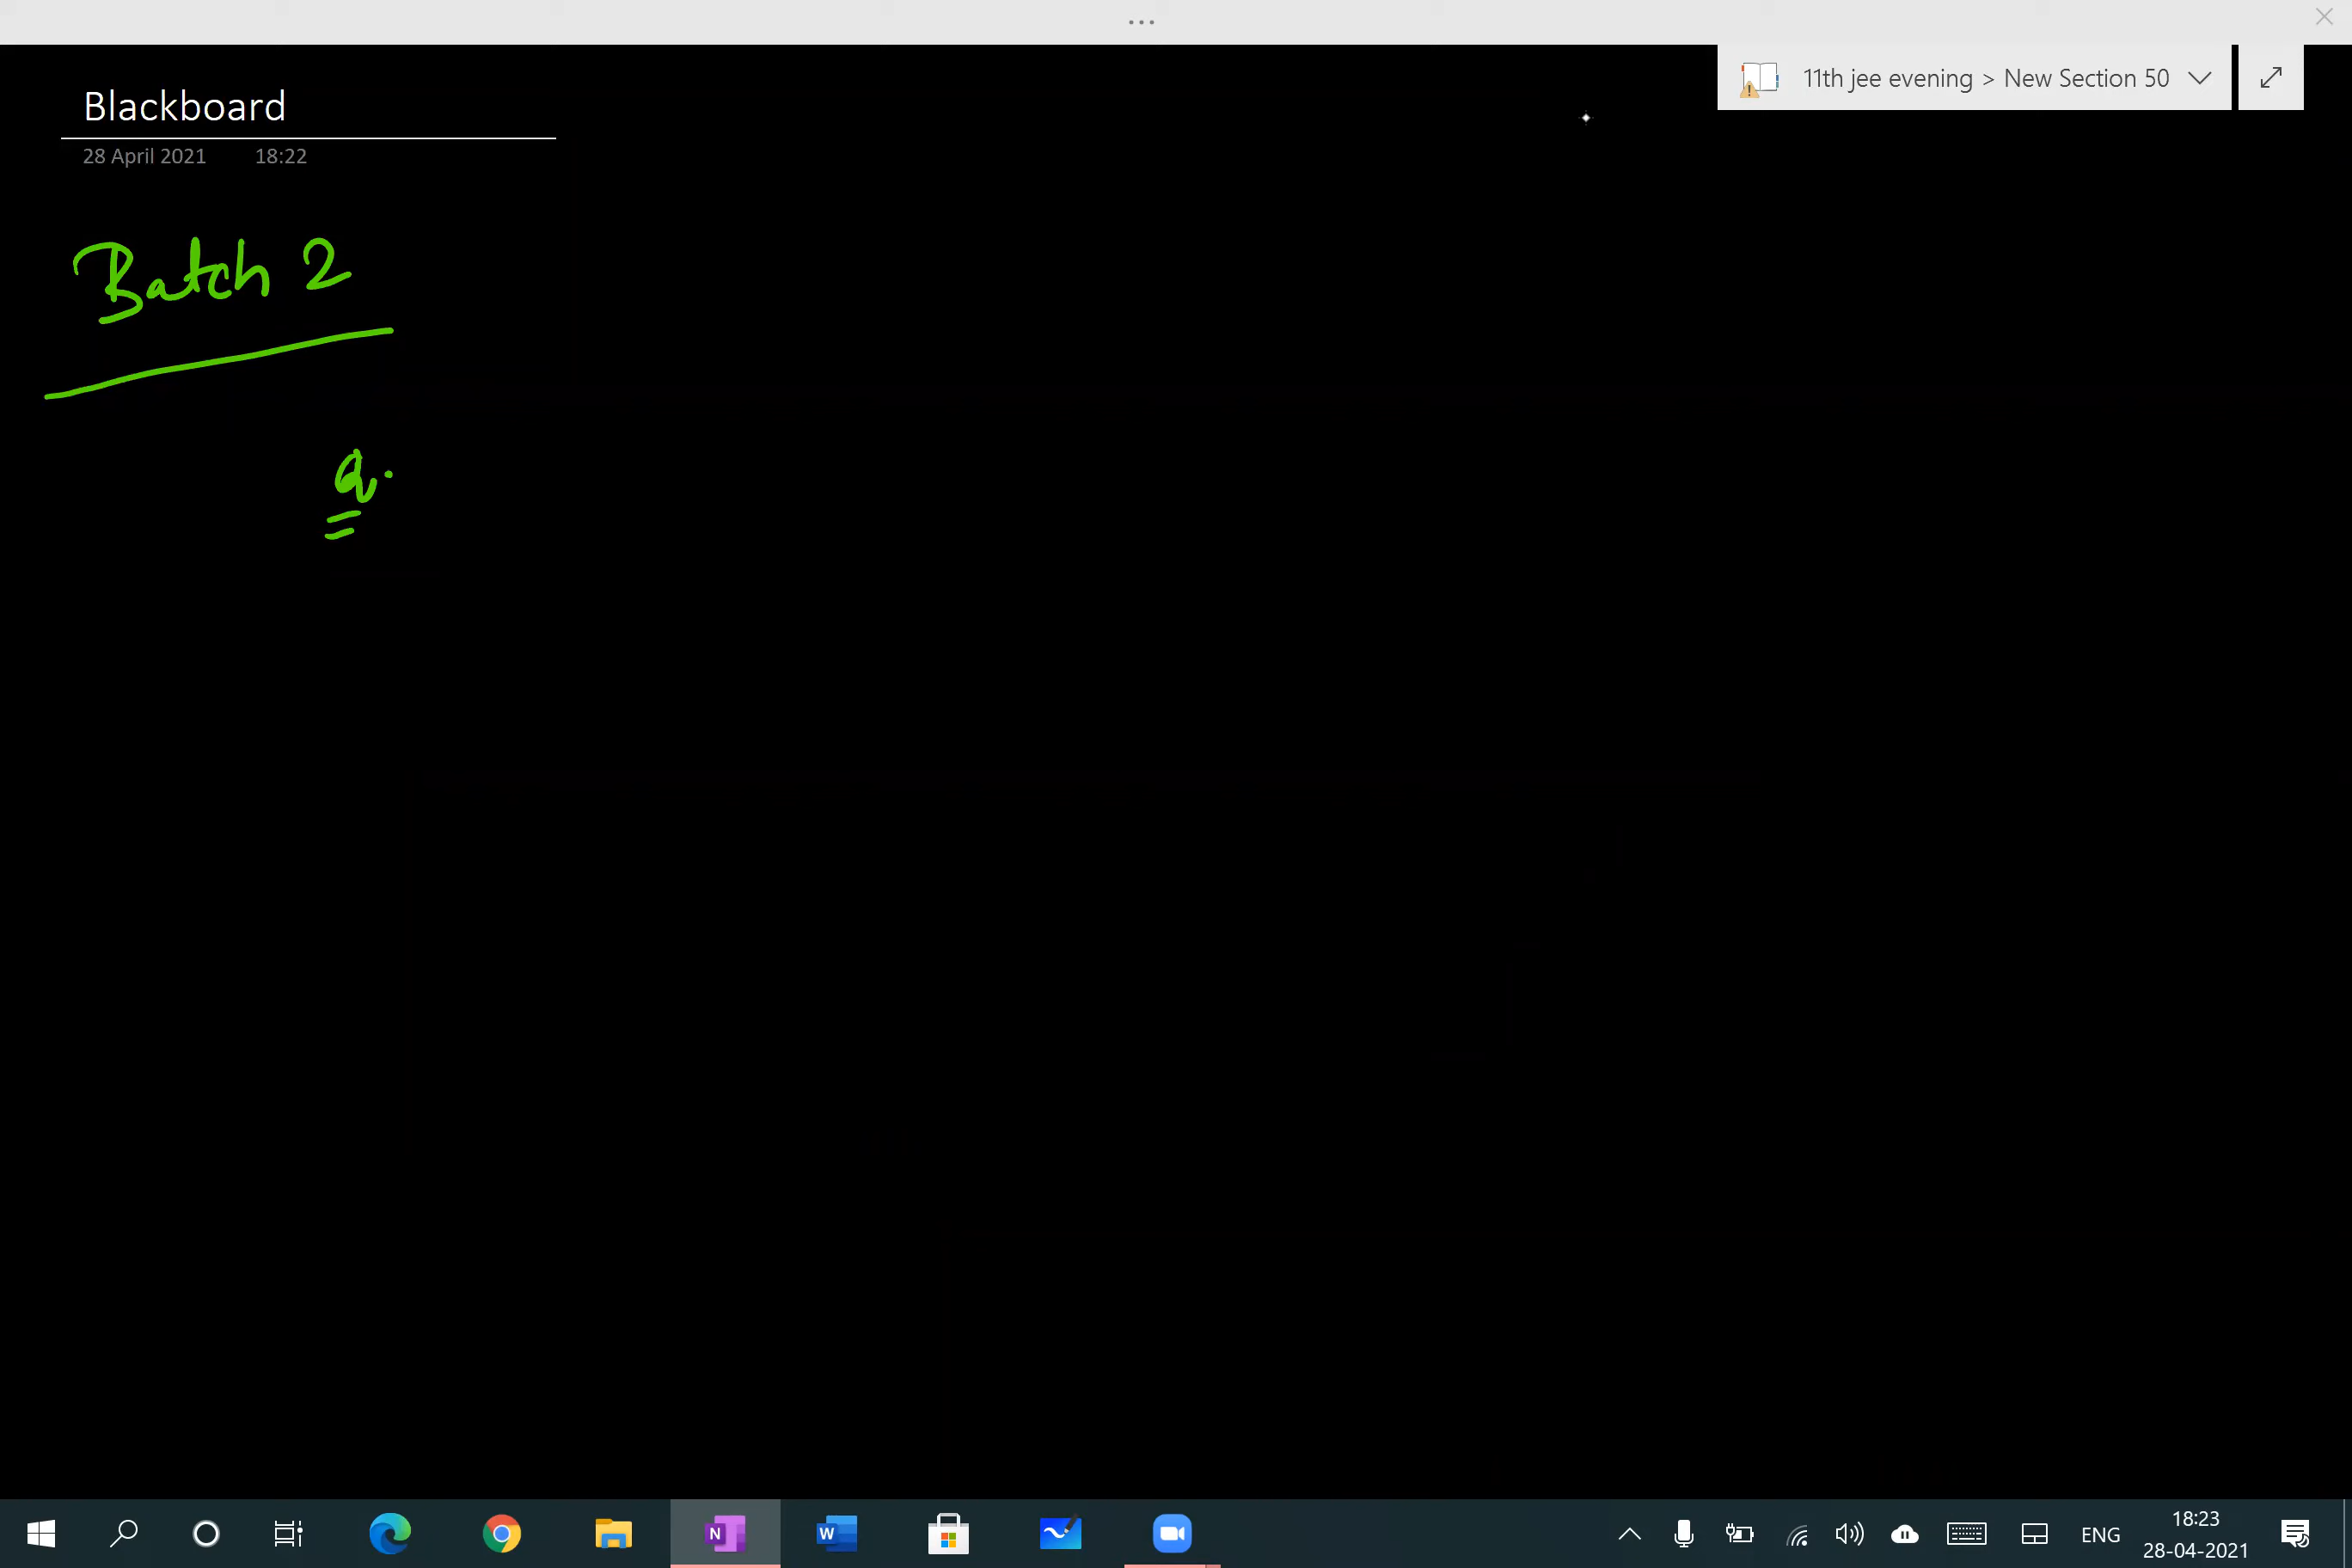 11th jee evening > New Section 50
Blackboard
28 April 2021 18:22
Batch 2
Q.
ENG
18:23
28-04-2021